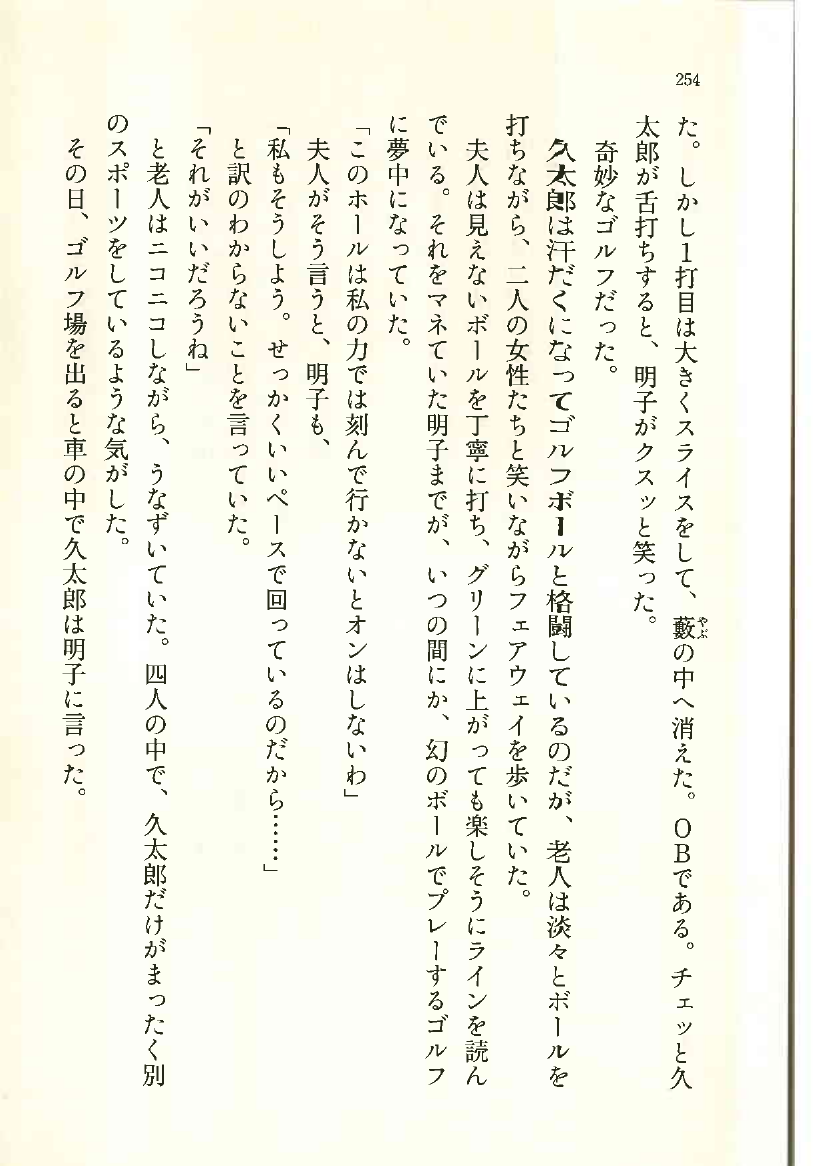 254
た。しかし1打目は大きくスライスをして、藪の中へ消えた。OBである。チェッと久
やぶ
太郎が舌打ちすると、明子がクスッと笑った。
奇妙なゴルフだった。
久太郎は汗だくになってゴルフボールと格闘しているのだが、老人は淡々とボールを
打ちながら、二人の女性たちと笑いながらフェアウェイを歩いていた。
夫人は見えないボールを丁寧に打ち、グリーンに上がっても楽しそうにラインを読ん
でいる。それをマネていた明子までが、いつの間にか、幻のボールでプレーするゴルフ
に夢中になっていた。
「このホールは私の力では刻んで行かないとオンはしないわ」
夫人がそう言うと、明子も、
「私もそうしよう。せっかくいいペースで回っているのだから……」
と訳のわからないことを言っていた。
「それがいいだろうね」
と老人はニコニコしながら、うなずいていた。四人の中で、久太郎だけがまったく別
のスポーツをしているような気がした。
その日、ゴルフ場を出ると車の中で久太郎は明子に言った。